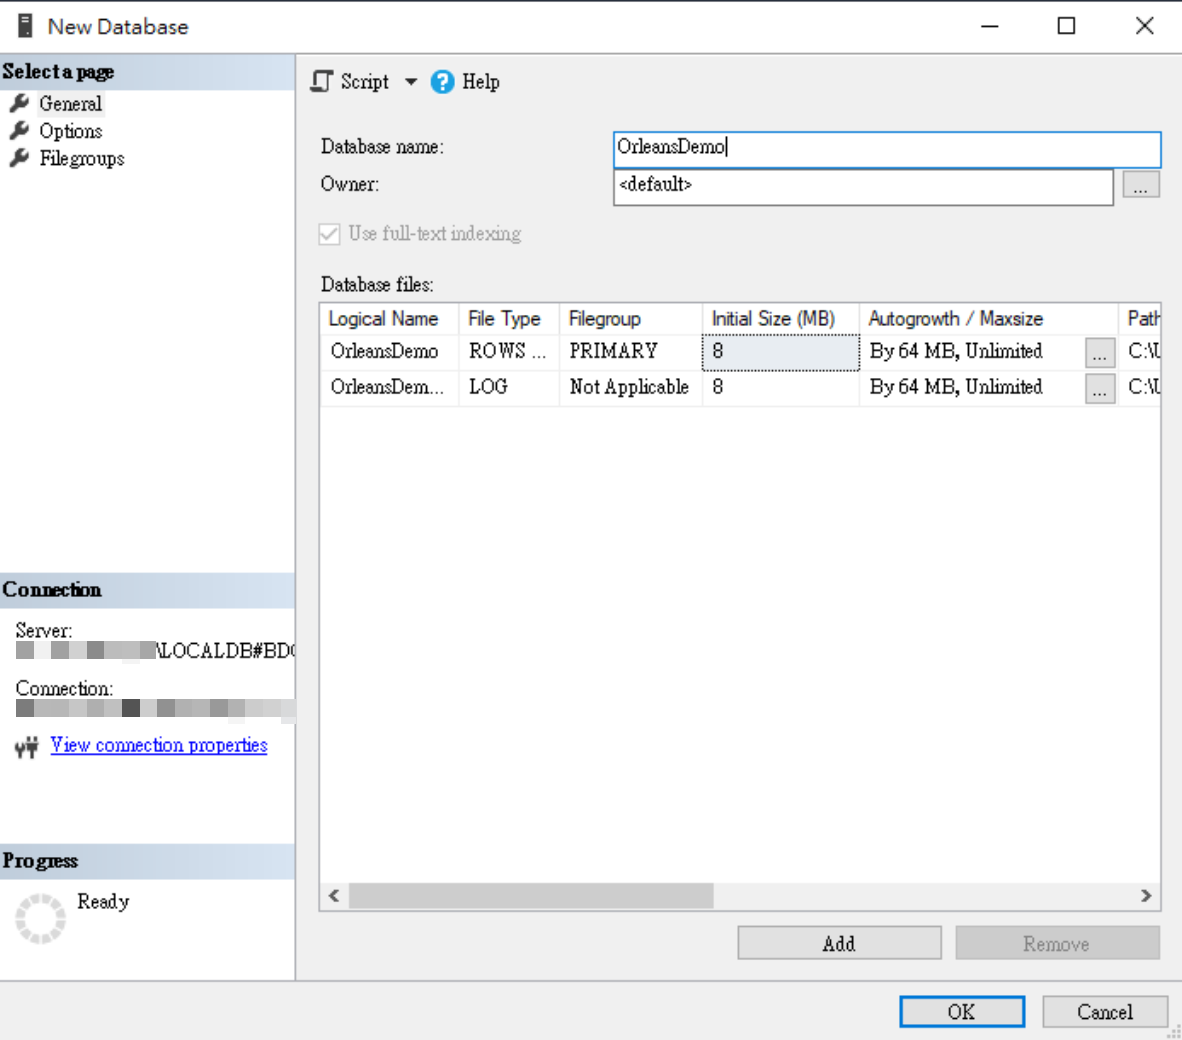 New Database
Select a page
General
Options
Filegroups
Script
Help
Database name:
OrleansDemo
Owner:
<default>
...
Use full-text indexing
Database files:
Logical Name File Type Filegroup Initial Size (MB) Autogrowth / Maxsize Path
OrleansDemo ROWS ... PRIMARY 8 By 64 MB, Unlimited ...
OrleansDem... LOG Not Applicable 8 By 64 MB, Unlimited ...
Connection
Server:
\LOCALDB#BD
Connection:
View connection properties
Progress
Ready
Add
Remove
OK
Cancel